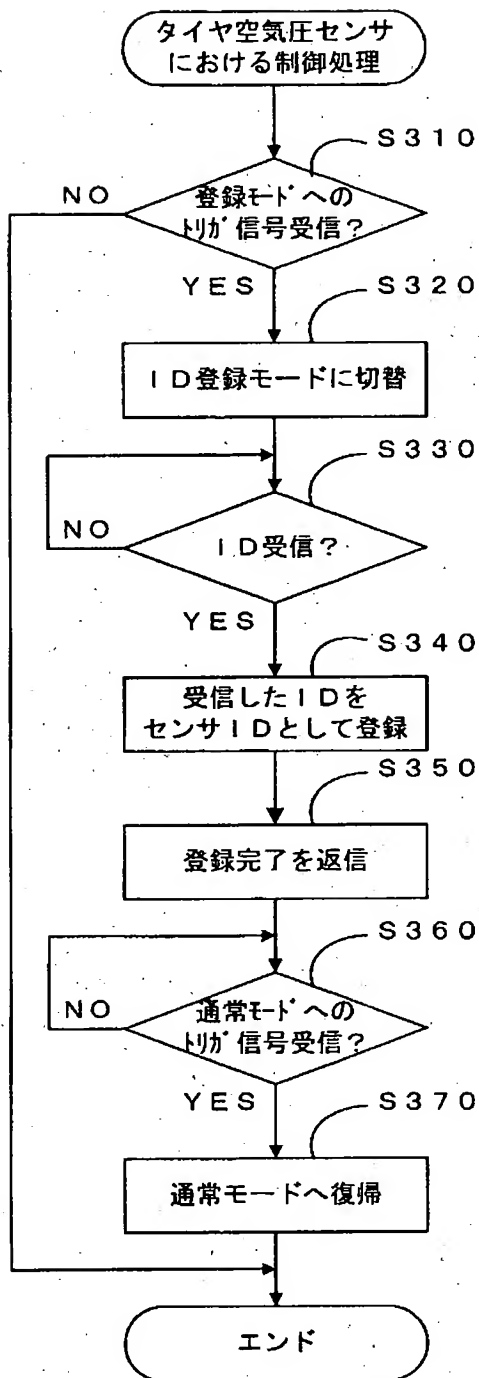 タイヤ空気圧センサ
における制御処理
S310
NO
登録モードへの
トリガ信号受信?
YES
S320
ID登録モードに切替
S330
NO
ID受信?
YES
S340
受信したIDを
センサIDとして登録
S350
登録完了を返信
S360
NO
通常モードへの
トリガ信号受信?
YES
S370
通常モードへ復帰
エンド